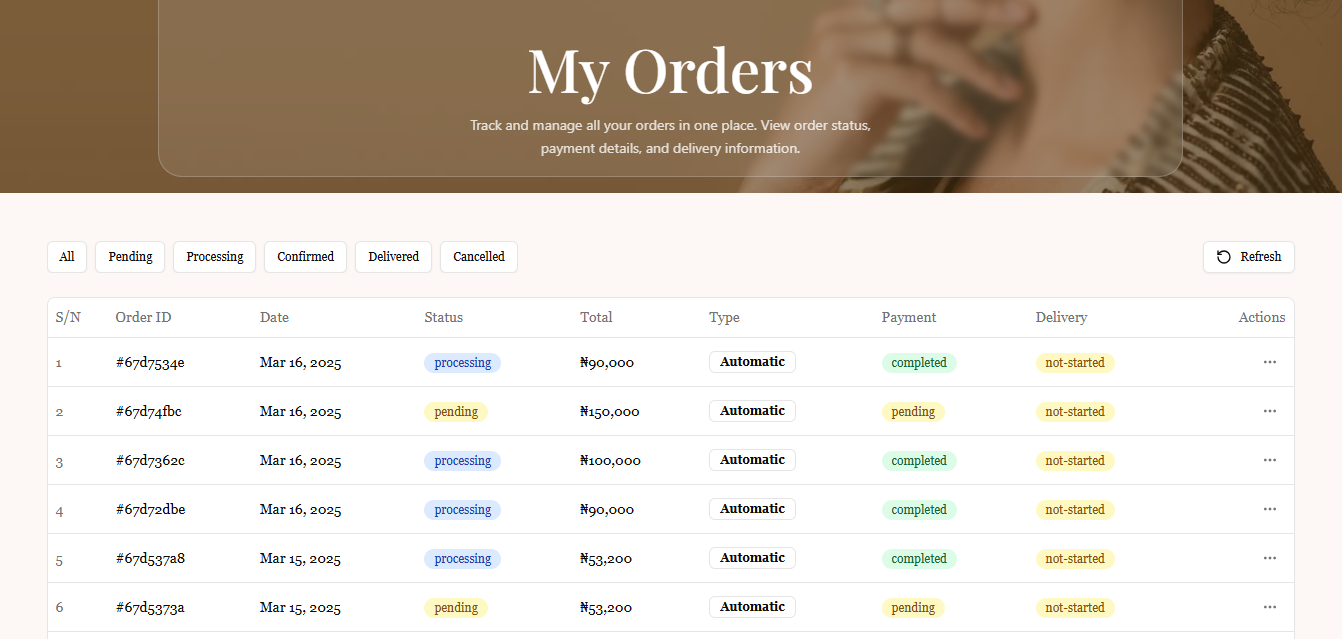 My Orders
Track and manage all your orders in one place. View order status,
payment details, and delivery information.
All Pending Processing Confirmed Delivered Cancelled Refresh
S/N Order ID Date Status Total Type Payment Delivery Actions
1 #67d7534e Mar 16, 2025 processing ₦90,000 Automatic completed not-started ...
2 #67d74fbc Mar 16, 2025 pending ₦150,000 Automatic pending not-started ...
3 #67d7362c Mar 16, 2025 processing ₦100,000 Automatic completed not-started ...
4 #67d72dbe Mar 16, 2025 processing ₦90,000 Automatic completed not-started ...
5 #67d537a8 Mar 15, 2025 processing ₦53,200 Automatic completed not-started ...
6 #67d5373a Mar 15, 2025 pending ₦53,200 Automatic pending not-started ...